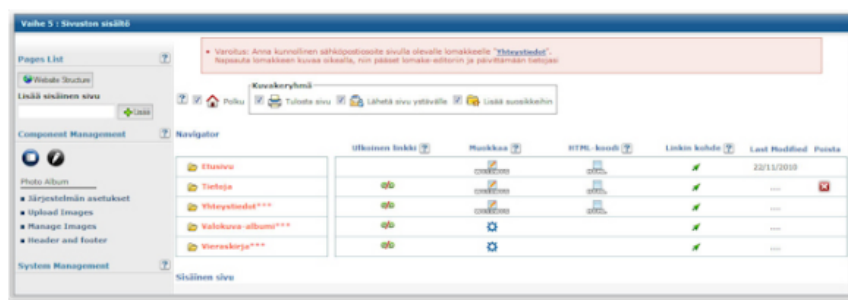 Vaihe 5 : Sivuston sisältö
Pages List
Website Structure
Lisää sisäinen sivu
Lisää
Component Management
Photo Album
Järjestelmän asetukset
Upload Images
Manage Images
Header and footer
System Management
Varoitus: Anna kunnollinen sähköpostiosoite sivulla olevalle lomakkeelle "Yhteystiedot".
Napsauta lomakkeen kuvaa oikealla, niin pääset lomake-editoriin ja päivittämään tietojasi
Kuvakeryhmä
Polku Tulosta sivu Lähetä sivu ystävälle Lisää suosikkeihin
Navigator
Ulkoinen linkki Muokkaa HTML-koodi Linkin kohde Last Modified Poista
Etusivu 22/11/2010
Tietoja ....
Yhteystiedot*** ....
Valokuva-albumi*** ....
Vieraskirja*** ....
Sisäinen sivu